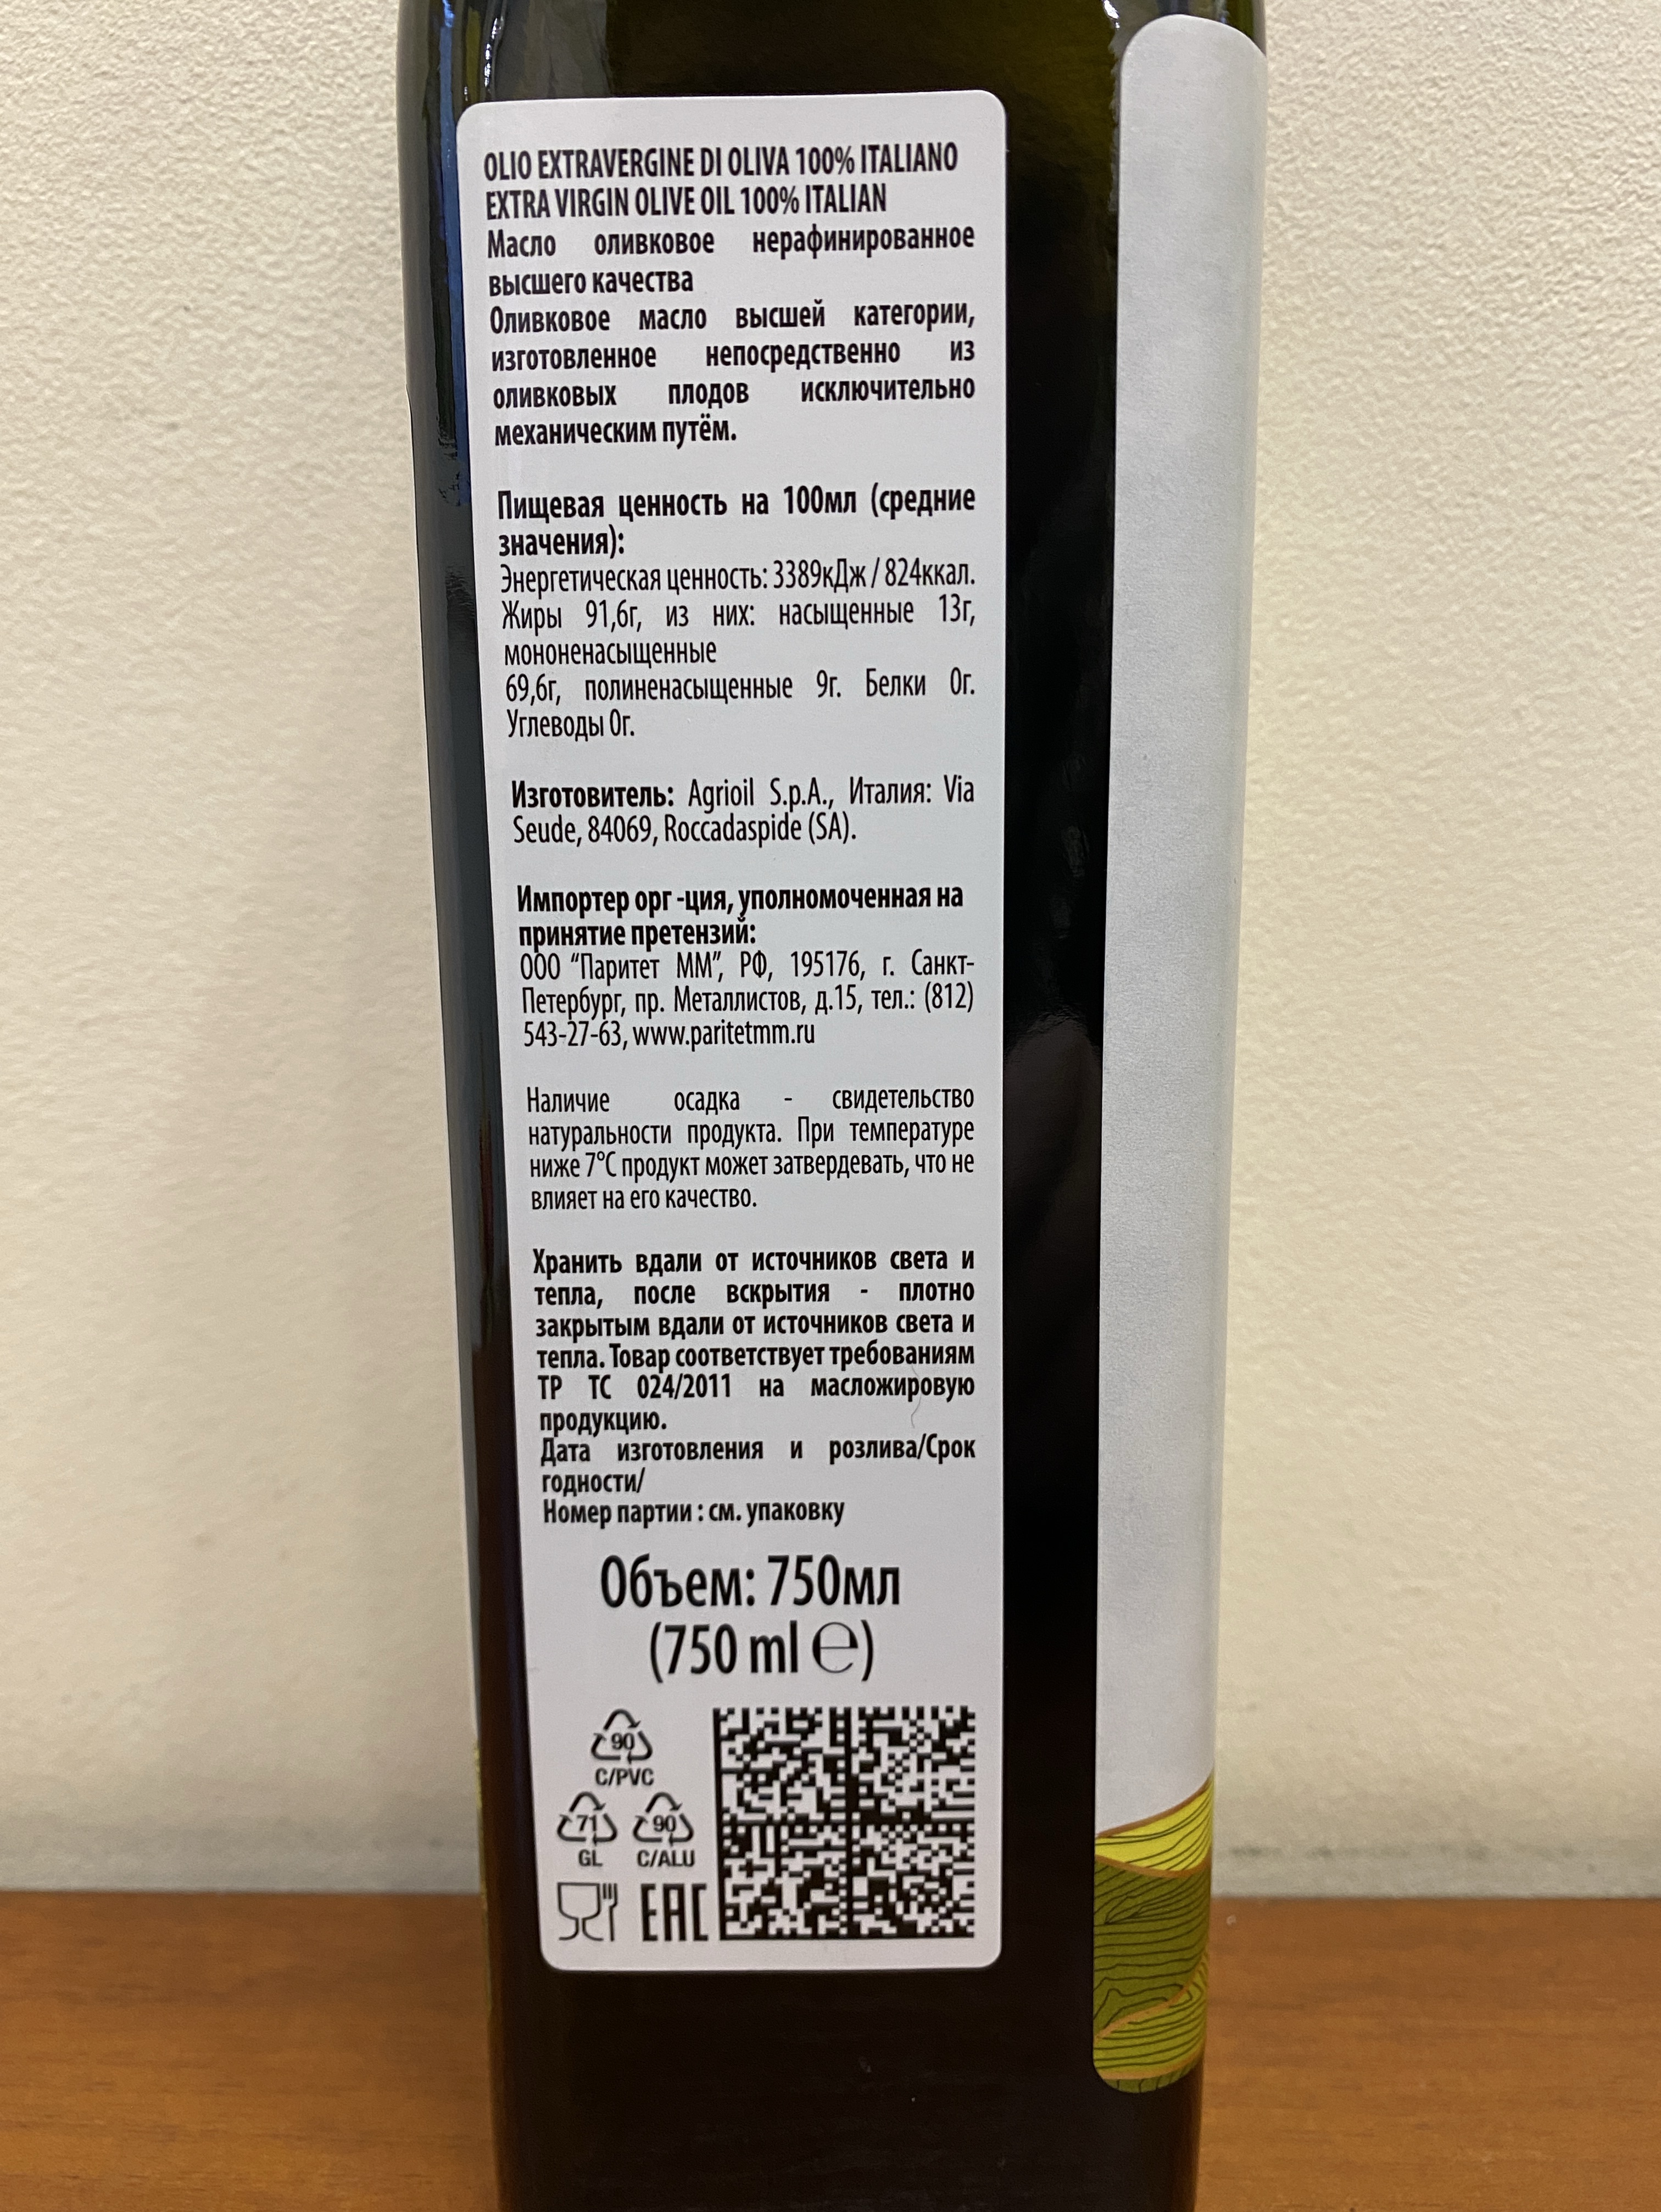 OLIO EXTRAVERGINE DI OLIVA 100% ITALIANO
EXTRA VIRGIN OLIVE OIL 100% ITALIAN
Масло оливковое нерафинированное
высшего качества
Оливковое масло высшей категории,
изготовленное непосредственно из
оливковых плодов исключительно
механическим путём.
Пищевая ценность на 100мл (средние
значения):
Энергетическая ценность: 3389кДж / 824ккал.
Жиры 91,6г, из них: насыщенные 13г,
мононенасыщенные
69,6г, полиненасыщенные 9г. Белки 0г.
Углеводы 0г.
Изготовитель: Agrioil S.p.A., Италия: Via
Seude, 84069, Roccadaspide (SA).
Импортер орг -ция, уполномоченная на
принятие претензий:
ООО "Паритет ММ", РФ, 195176, г. Санкт-
Петербург, пр. Металлистов, д.15, тел.: (812)
543-27-63, www.paritetmm.ru
Наличие осадка - свидетельство
натуральности продукта. При температуре
ниже 7°С продукт может затвердевать, что не
влияет на его качество.
Хранить вдали от источников света и
тепла, после вскрытия - плотно
закрытым вдали от источников света и
тепла. Товар соответствует требованиям
ТР ТС 024/2011 на масложировую
продукцию.
Дата изготовления и розлива/Срок
годности/
Номер партии : см. упаковку
Объем: 750мл
(750 ml ℮)
90
C/PVC
71 90
GL C/ALU
EAC